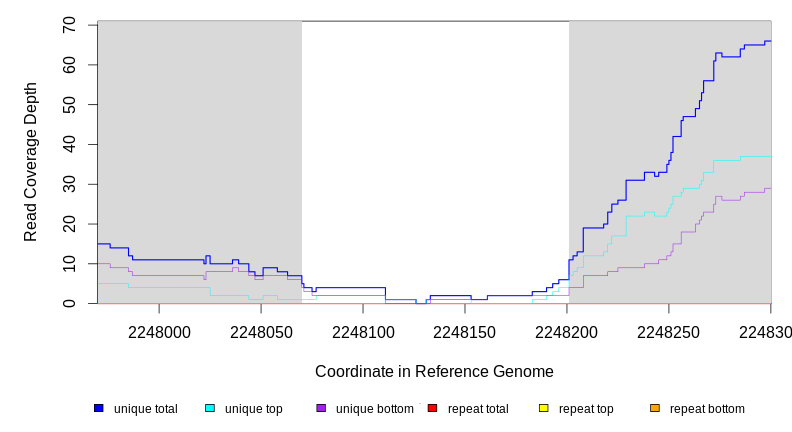 70
60
50
40
30
20
10
0
Read Coverage Depth
2248000 2248050 2248100 2248150 2248200 2248250 224830
Coordinate in Reference Genome
unique total unique top unique bottom repeat total repeat top repeat bottom